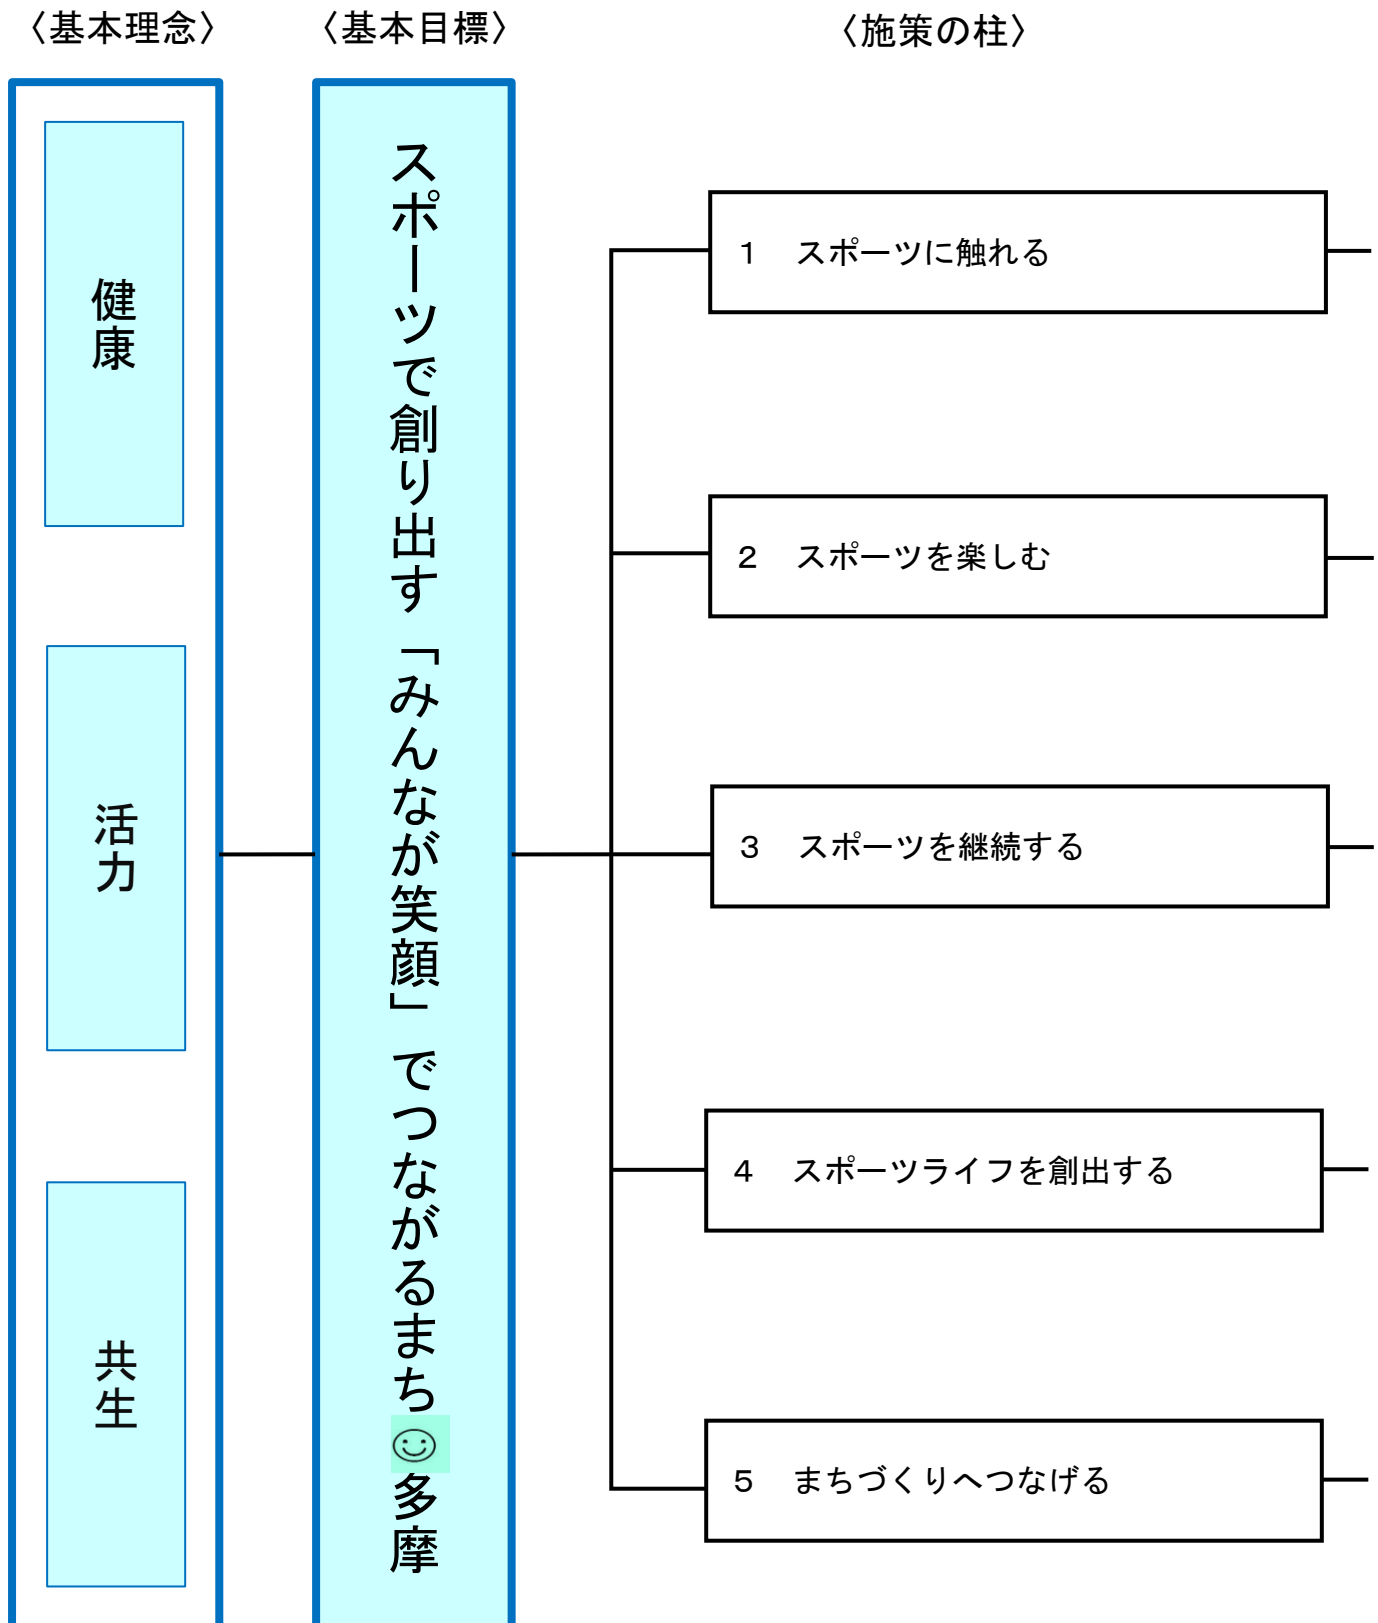 〈基本理念〉
〈基本目標〉
〈施策の柱〉
健康
活力
共生
スポーツで創り出す「みんなが笑顔」でつながるまち☺多摩
1 スポーツに触れる
2 スポーツを楽しむ
3 スポーツを継続する
4 スポーツライフを創出する
5 まちづくりへつなげる